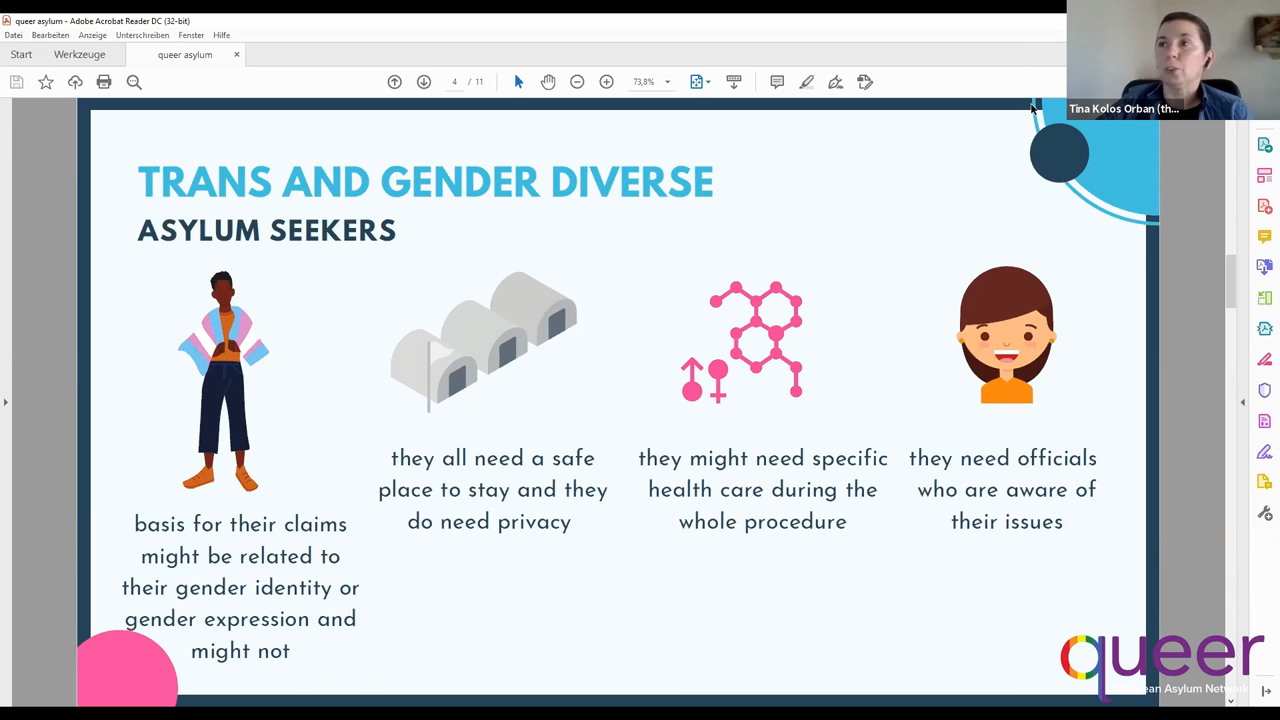 queer asylum - Adobe Acrobat Reader DC (32-bit)
Datei Bearbeiten Anzeige Unterschreiben Fenster Hilfe
Start Werkzeuge queer asylum ×
4 / 11 73,8%
Tina Kolos Orban (th...
TRANS AND GENDER DIVERSE
ASYLUM SEEKERS
basis for their claims
might be related to
their gender identity or
gender expression and
might not
they all need a safe
place to stay and they
do need privacy
they might need specific
health care during the
whole procedure
they need officials
who are aware of
their issues
queer
Asylum Network